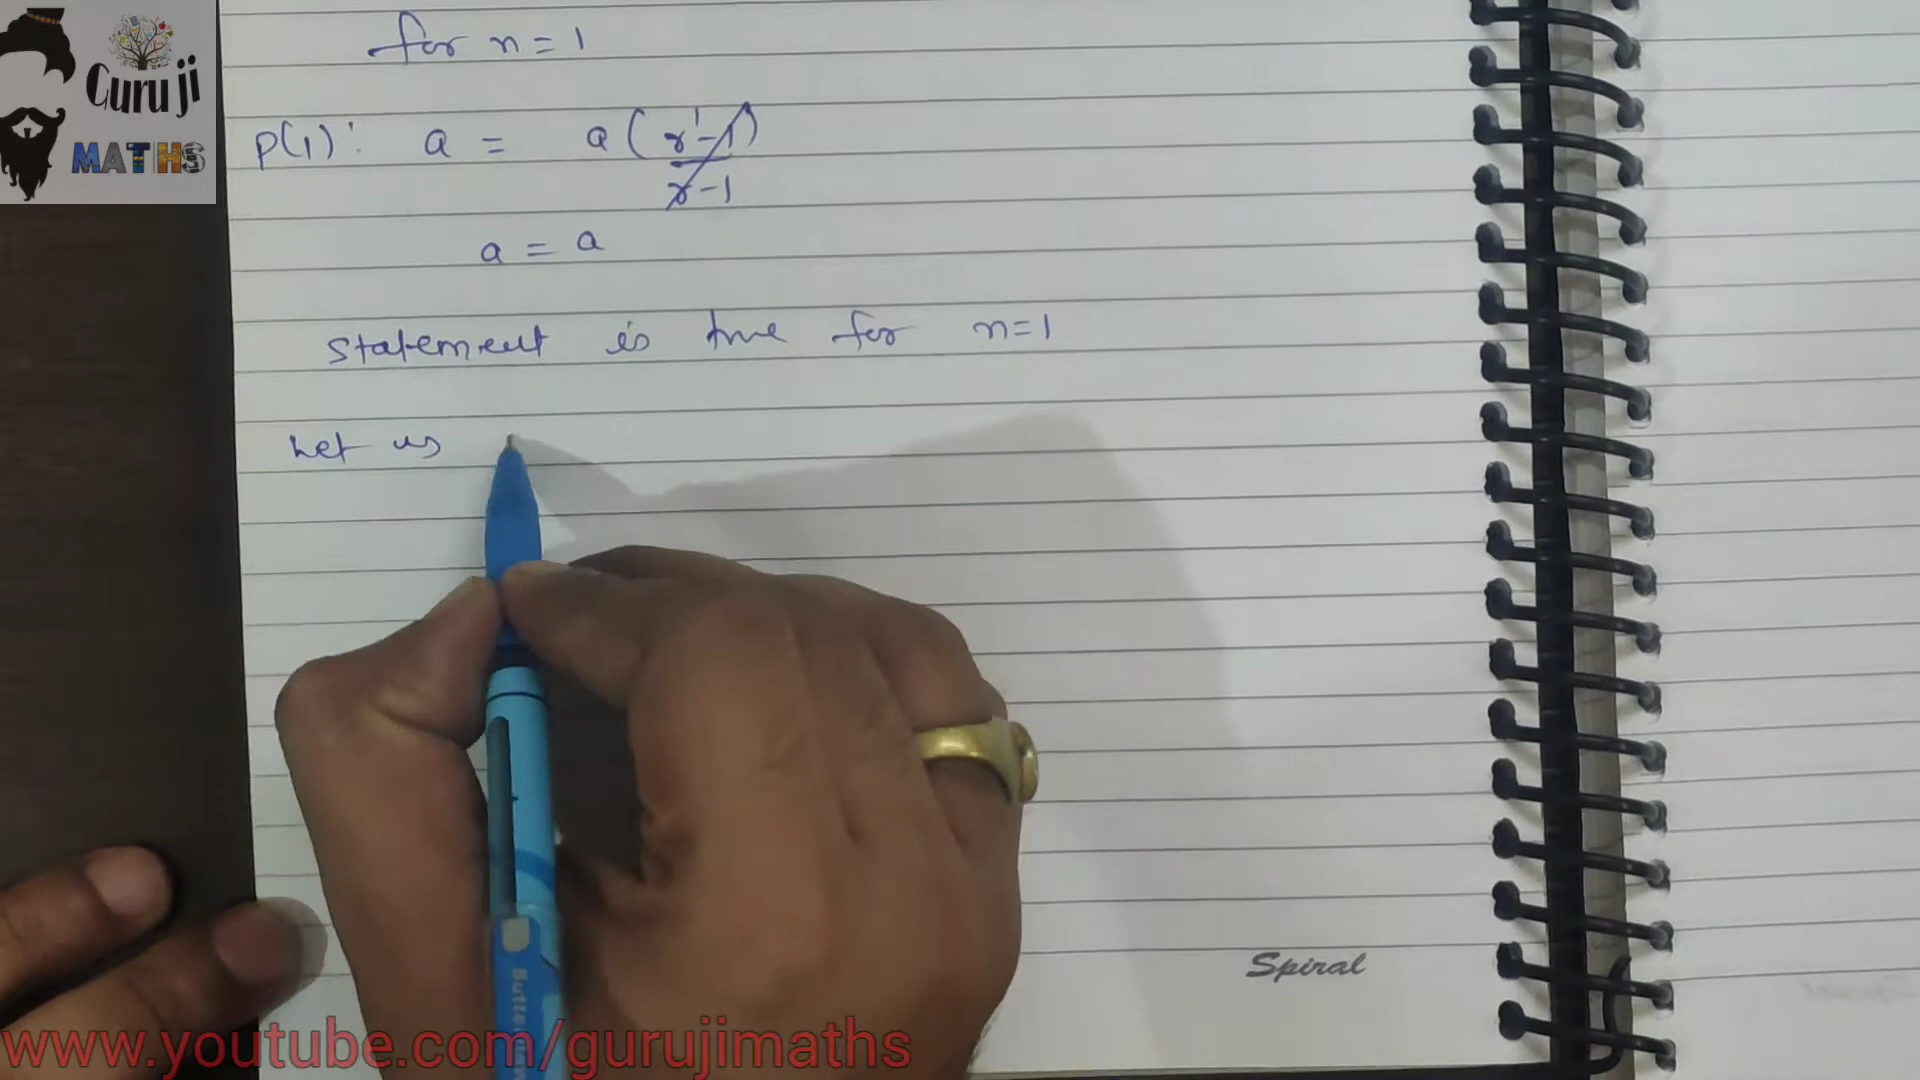 for n = 1
Guru ji
MATHS
P(1): a = a (r¹-1)
r-1
a = a
Statement is true for n=1
Let us
Spiral
www.youtube.com/gurujimaths